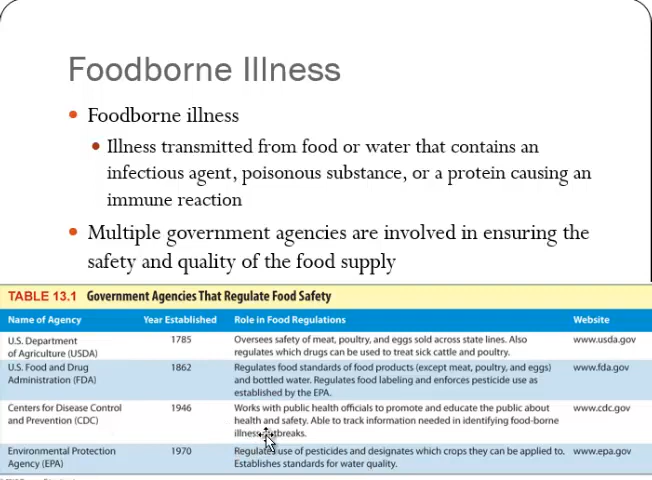 Foodborne Illness
Foodborne illness
Illness transmitted from food or water that contains an
infectious agent, poisonous substance, or a protein causing an
immune reaction
Multiple government agencies are involved in ensuring the
safety and quality of the food supply
TABLE 13.1 Government Agencies That Regulate Food Safety
Name of Agency Year Established Role in Food Regulations Website
U.S. Department 1785 Oversees safety of meat, poultry, and eggs sold across state lines. Also www.usda.gov
of Agriculture (USDA) regulates which drugs can be used to treat sick cattle and poultry.
U.S. Food and Drug 1862 Regulates food standards of food products (except meat, poultry, and eggs) www.fda.gov
Administration (FDA) and bottled water. Regulates food labeling and enforces pesticide use as
established by the EPA.
Centers for Disease Control 1946 Works with public health officials to promote and educate the public about www.cdc.gov
and Prevention (CDC) health and safety. Able to track information needed in identifying food-borne
illness
Environmental Protection 1970 Regulates use of pesticides and designates which crops they can be applied to. www.epa.gov
Agency (EPA) Establishes standards for water quality.